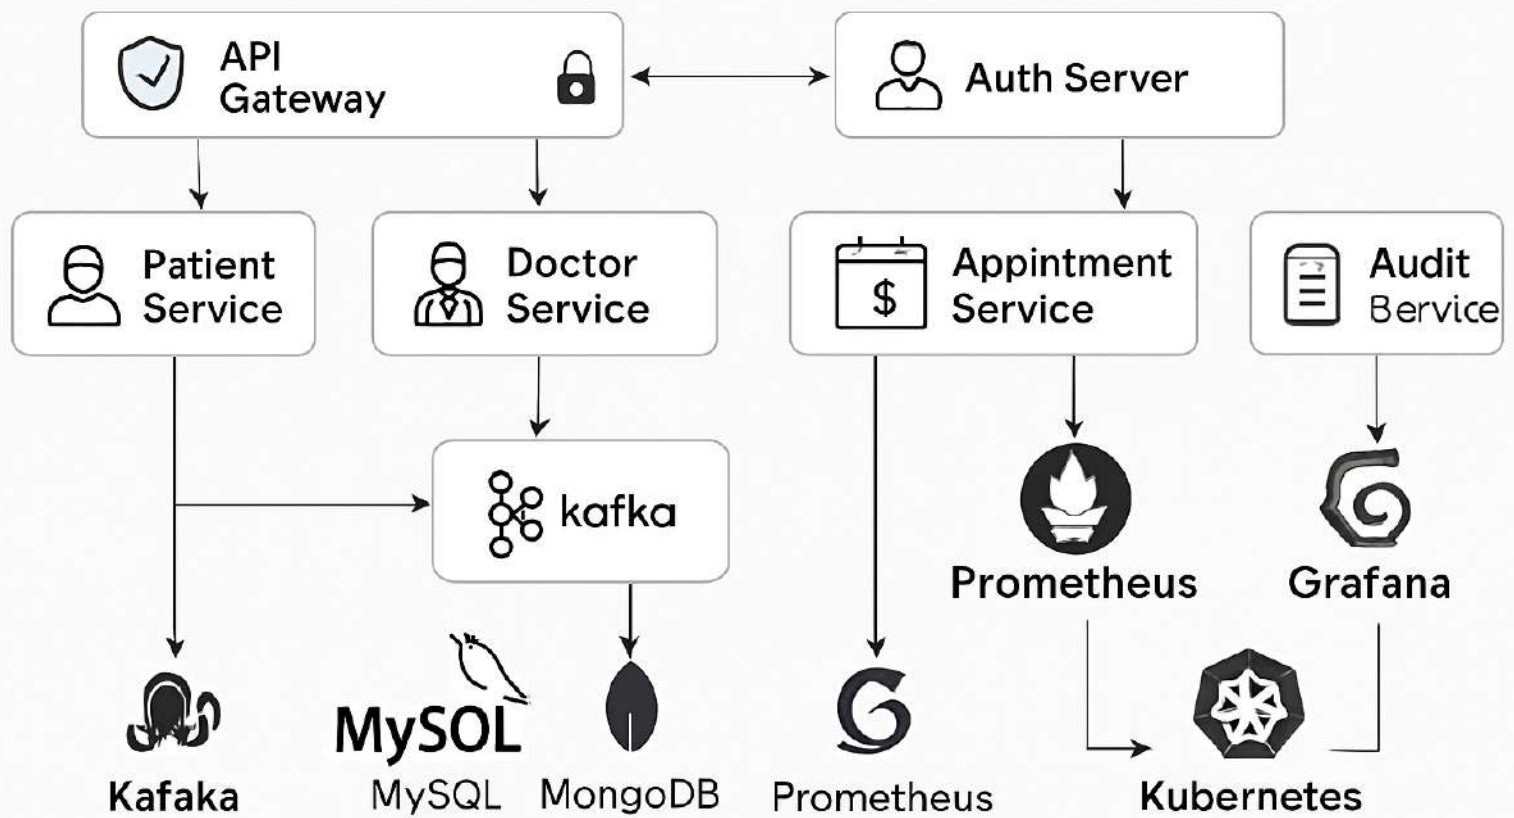 API
Gateway
Auth Server
Patient
Service
Doctor
Service
$
Appintment
Service
Audit
Bervice
kafka
Prometheus
Grafana
MySOL
Kafaka
MySQL
MongoDB
Prometheus
Kubernetes